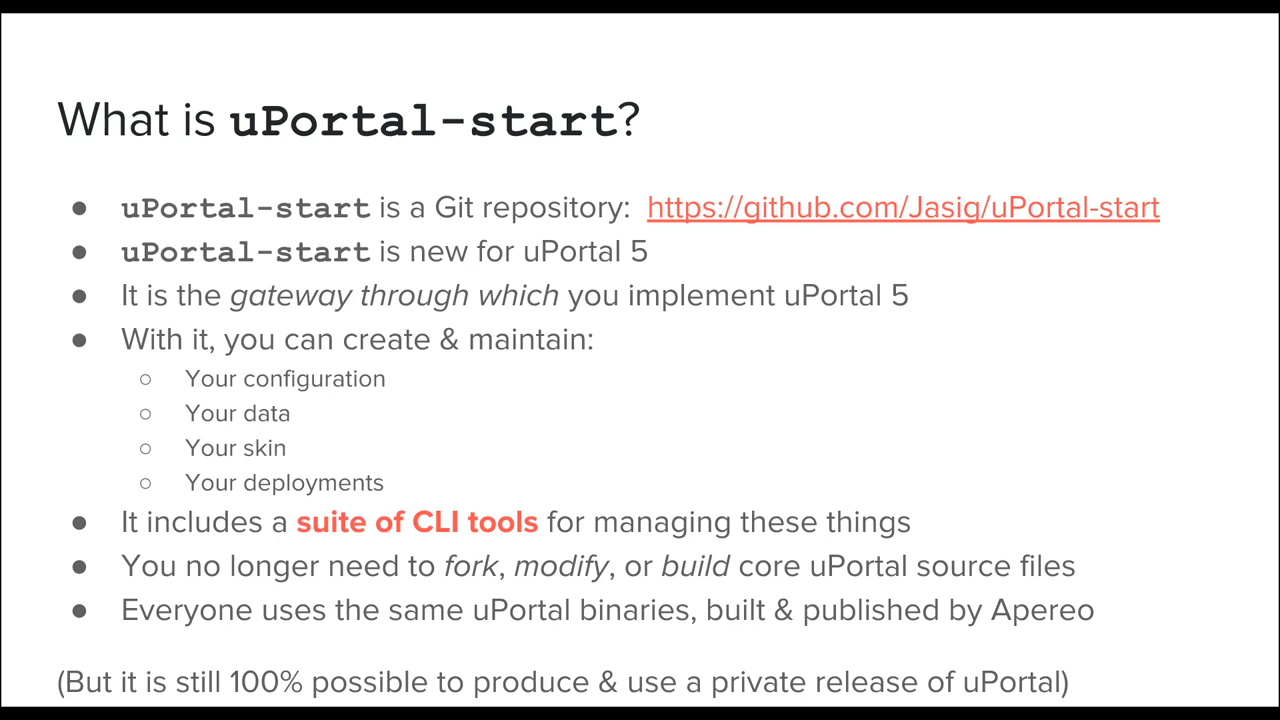 What is uPortal-start?
● uPortal-start is a Git repository: https://github.com/Jasig/uPortal-start
● uPortal-start is new for uPortal 5
● It is the gateway through which you implement uPortal 5
● With it, you can create & maintain:
○ Your configuration
○ Your data
○ Your skin
○ Your deployments
● It includes a suite of CLI tools for managing these things
● You no longer need to fork, modify, or build core uPortal source files
● Everyone uses the same uPortal binaries, built & published by Apereo
(But it is still 100% possible to produce & use a private release of uPortal)